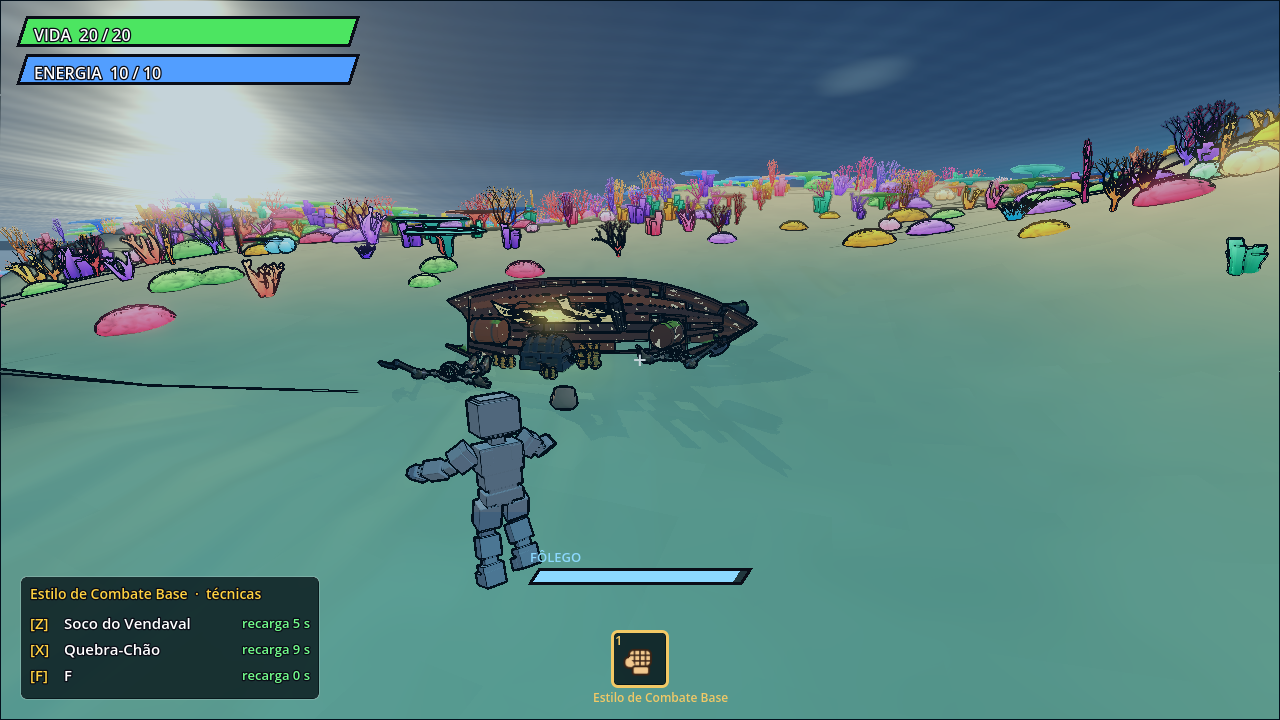 VIDA 20 / 20
ENERGIA 10 / 10
FÔLEGO
Estilo de Combate Base · técnicas
[Z] Soco do Vendaval recarga 5 s
[X] Quebra-Chão recarga 9 s
[F] F recarga 0 s
1
Estilo de Combate Base